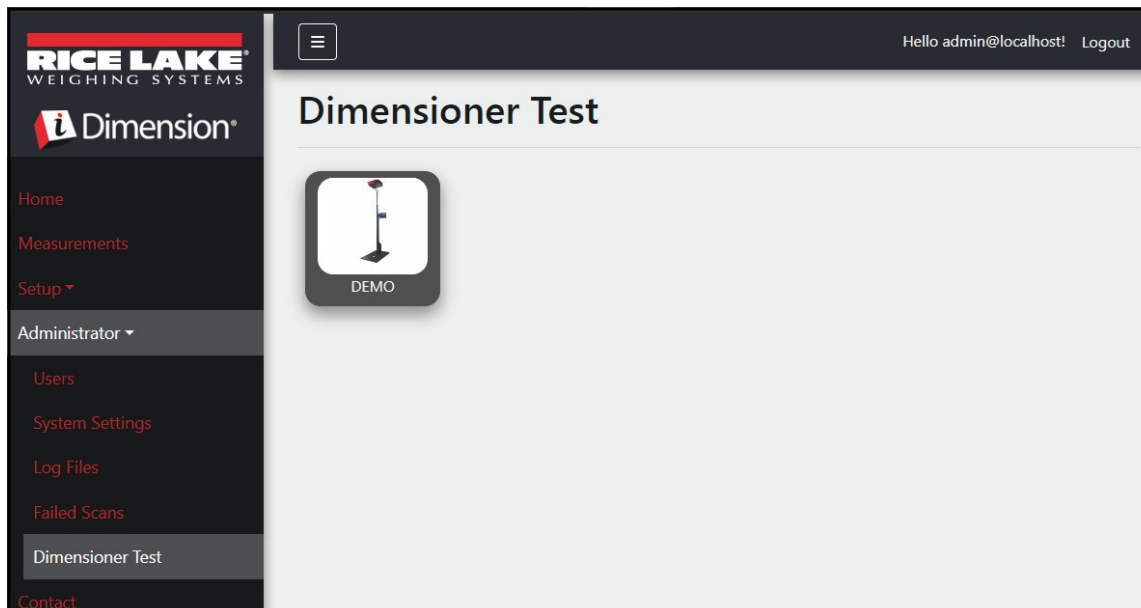 RICE LAKE®
WEIGHING SYSTEMS
i Dimension®
Hello admin@localhost! Logout
Dimensioner Test
DEMO
Home
Measurements
Setup
Administrator
Users
System Settings
Log Files
Failed Scans
Dimensioner Test
Contact